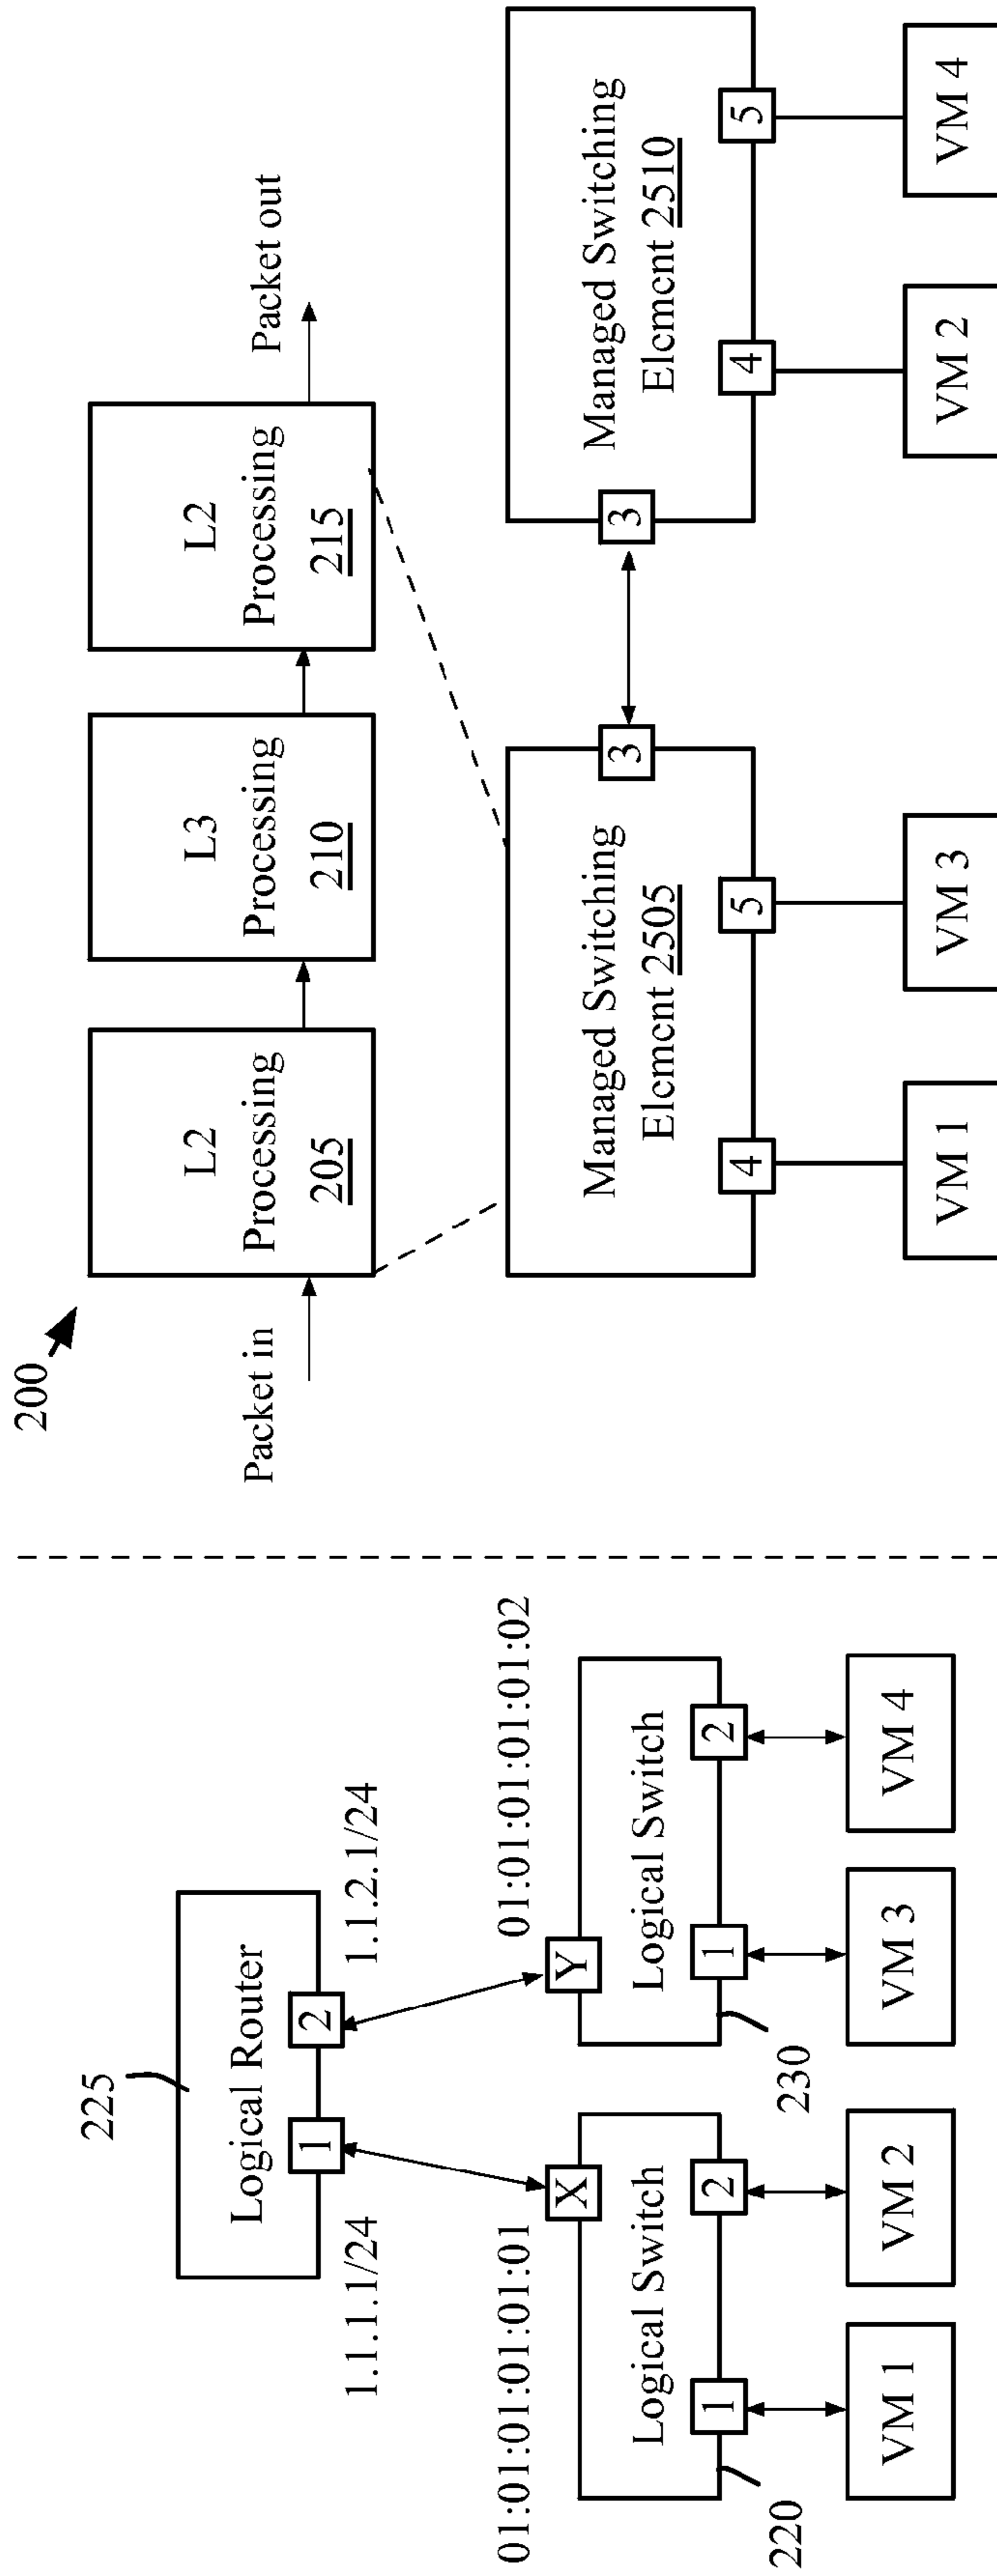 225
Logical Router
1
2
1.1.1.1/24
1.1.2.1/24
01:01:01:01:01:01
01:01:01:01:01:02
X
Y
Logical Switch
Logical Switch
1
2
1
2
220
230
VM 1
VM 2
VM 3
VM 4
200
Packet in
L2
Processing
205
L3
Processing
210
L2
Processing
215
Packet out
Managed Switching
Element 2505
3
4
5
Managed Switching
Element 2510
3
4
5
VM 1
VM 3
VM 2
VM 4